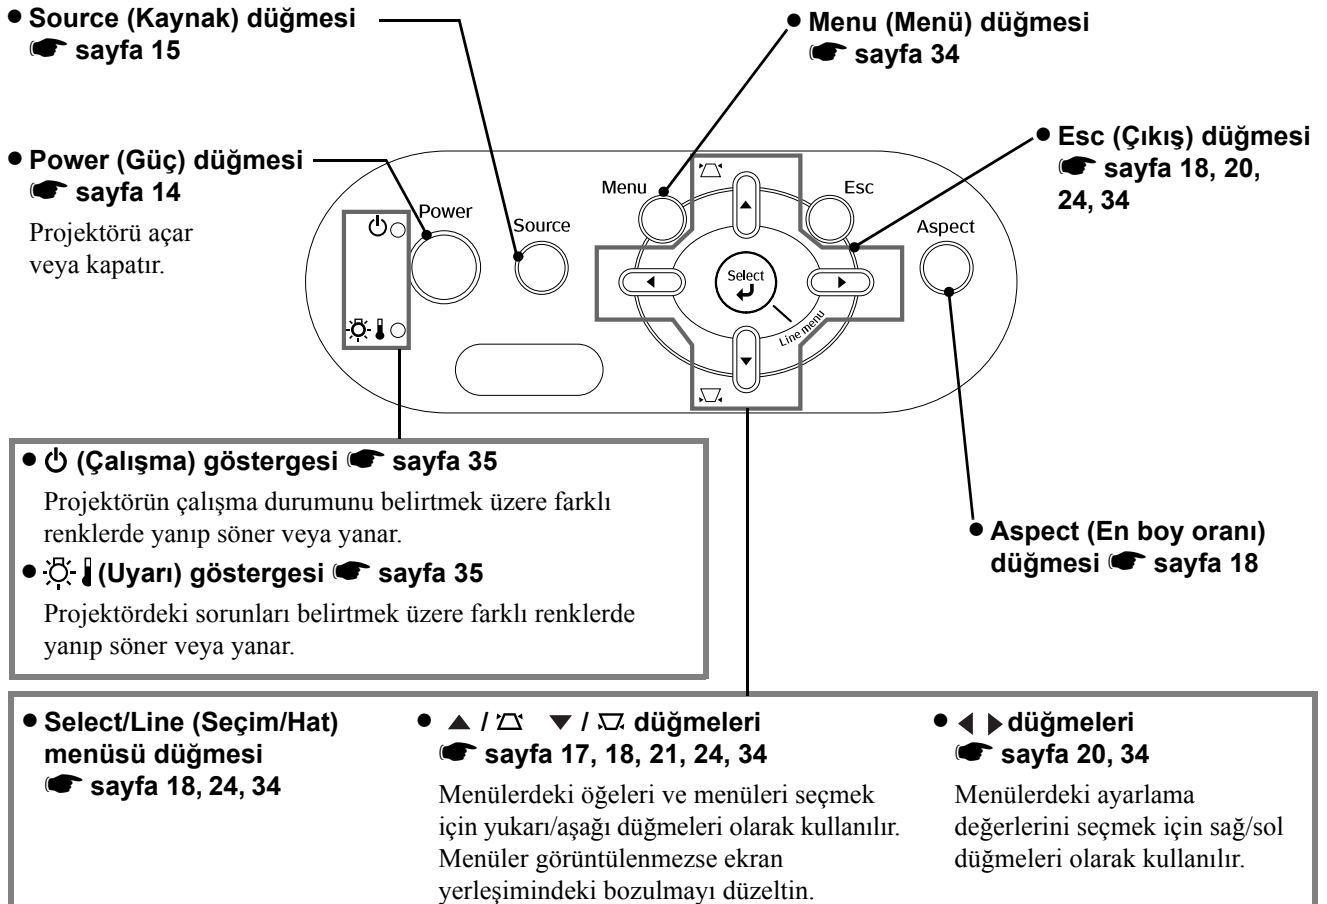 ● Source (Kaynak) düğmesi
☛ sayfa 15
● Menu (Menü) düğmesi
☛ sayfa 34
● Power (Güç) düğmesi
☛ sayfa 14
Projektörü açar
veya kapatır.
● Esc (Çıkış) düğmesi
☛ sayfa 18, 20,
24, 34
Power
Source
Menu
Esc
Aspect
Select
Line menu
● ⏻ (Çalışma) göstergesi ☛ sayfa 35
Projektörün çalışma durumunu belirtmek üzere farklı
renklerde yanıp söner veya yanar.
● (Uyarı) göstergesi ☛ sayfa 35
Projektördeki sorunları belirtmek üzere farklı renklerde
yanıp söner veya yanar.
● Aspect (En boy oranı)
düğmesi ☛ sayfa 18
● Select/Line (Seçim/Hat)
menüsü düğmesi
☛ sayfa 18, 24, 34
● ▲ / ▼ / düğmeleri
☛ sayfa 17, 18, 21, 24, 34
Menülerdeki öğeleri ve menüleri seçmek
için yukarı/aşağı düğmeleri olarak kullanılır.
Menüler görüntülenmezse ekran
yerleşimindeki bozulmayı düzeltin.
● ◀ ▶ düğmeleri
☛ sayfa 20, 34
Menülerdeki ayarlama
değerlerini seçmek için sağ/sol
düğmeleri olarak kullanılır.